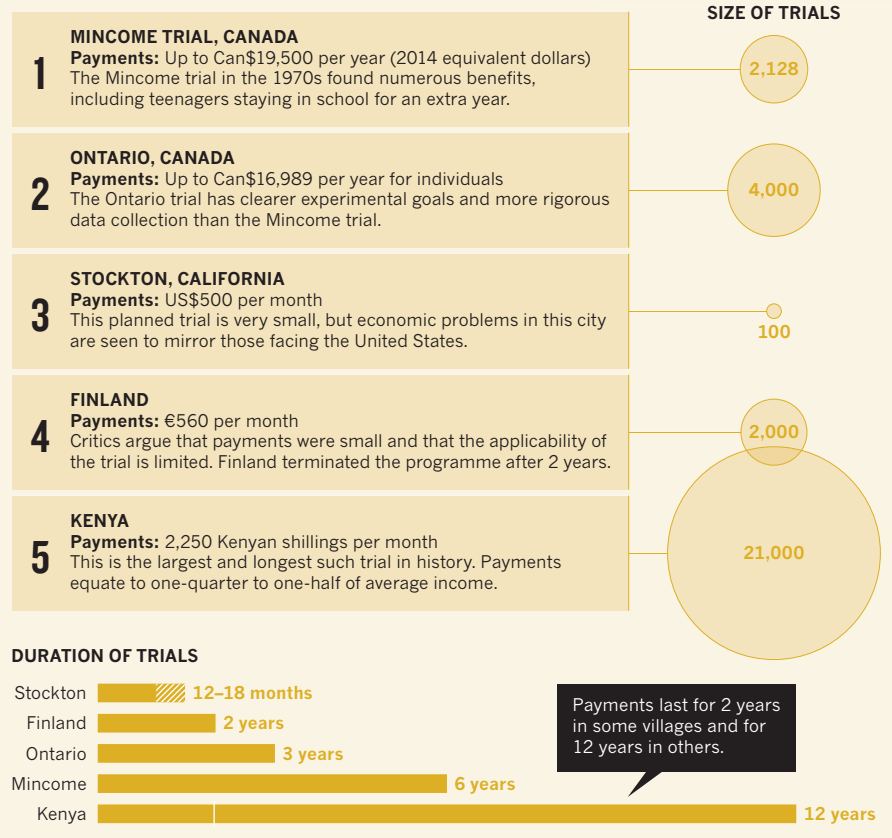 SIZE OF TRIALS
1
MINCOME TRIAL, CANADA
Payments: Up to Can$19,500 per year (2014 equivalent dollars)
The Mincome trial in the 1970s found numerous benefits,
including teenagers staying in school for an extra year.
2,128
2
ONTARIO, CANADA
Payments: Up to Can$16,989 per year for individuals
The Ontario trial has clearer experimental goals and more rigorous
data collection than the Mincome trial.
4,000
3
STOCKTON, CALIFORNIA
Payments: US$500 per month
This planned trial is very small, but economic problems in this city
are seen to mirror those facing the United States.
100
4
FINLAND
Payments: €560 per month
Critics argue that payments were small and that the applicability of
the trial is limited. Finland terminated the programme after 2 years.
2,000
5
KENYA
Payments: 2,250 Kenyan shillings per month
This is the largest and longest such trial in history. Payments
equate to one-quarter to one-half of average income.
21,000
DURATION OF TRIALS
Stockton 12–18 months
Finland 2 years
Ontario 3 years
Mincome 6 years
Kenya 12 years
Payments last for 2 years
in some villages and for
12 years in others.